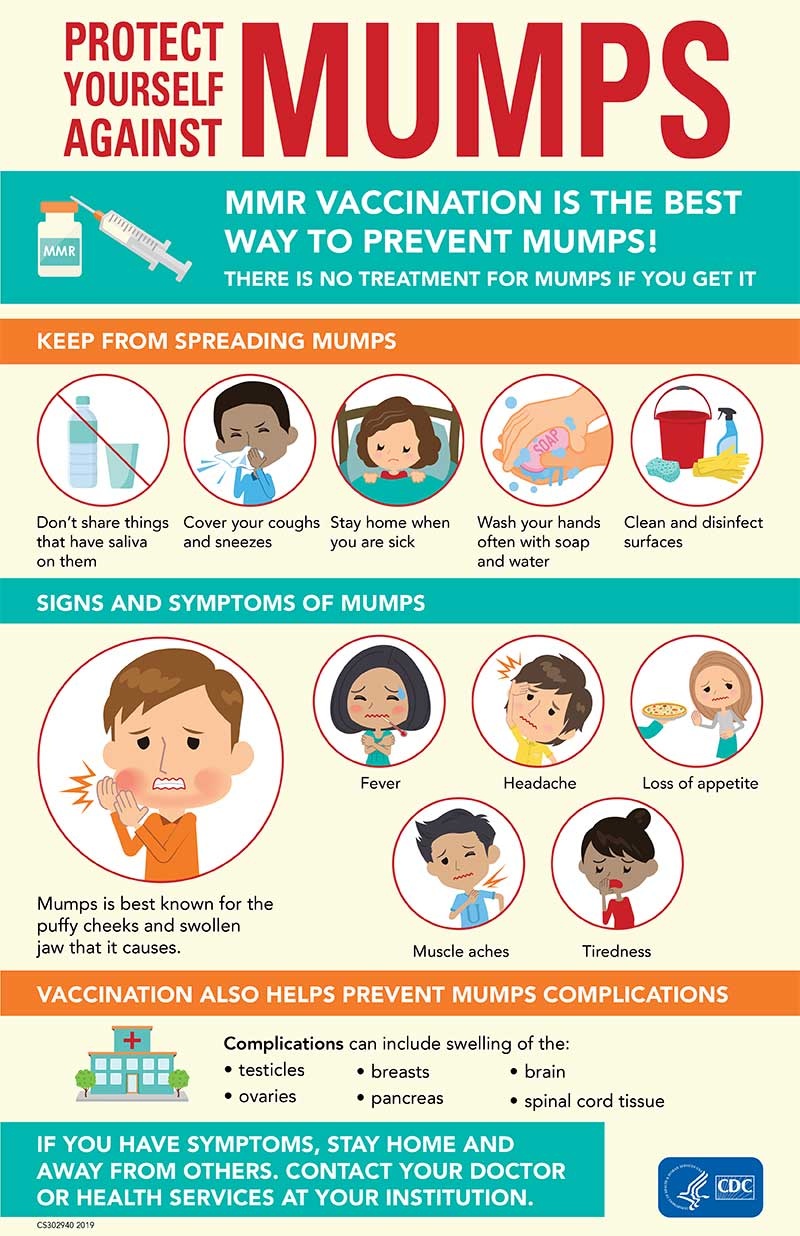 PROTECT
YOURSELF
AGAINST
MUMPS
MMR
MMR VACCINATION IS THE BEST
WAY TO PREVENT MUMPS!
THERE IS NO TREATMENT FOR MUMPS IF YOU GET IT
KEEP FROM SPREADING MUMPS
SOAP
Don't share things
that have saliva
on them
Cover your coughs
and sneezes
Stay home when
you are sick
Wash your hands
often with soap
and water
Clean and disinfect
surfaces
SIGNS AND SYMPTOMS OF MUMPS
Mumps is best known for the
puffy cheeks and swollen
jaw that it causes.
Fever
Headache
Loss of appetite
Muscle aches
Tiredness
VACCINATION ALSO HELPS PREVENT MUMPS COMPLICATIONS
Complications can include swelling of the:
• testicles
• breasts
• brain
• ovaries
• pancreas
• spinal cord tissue
IF YOU HAVE SYMPTOMS, STAY HOME AND
AWAY FROM OTHERS. CONTACT YOUR DOCTOR
OR HEALTH SERVICES AT YOUR INSTITUTION.
CDC
CS302940 2019